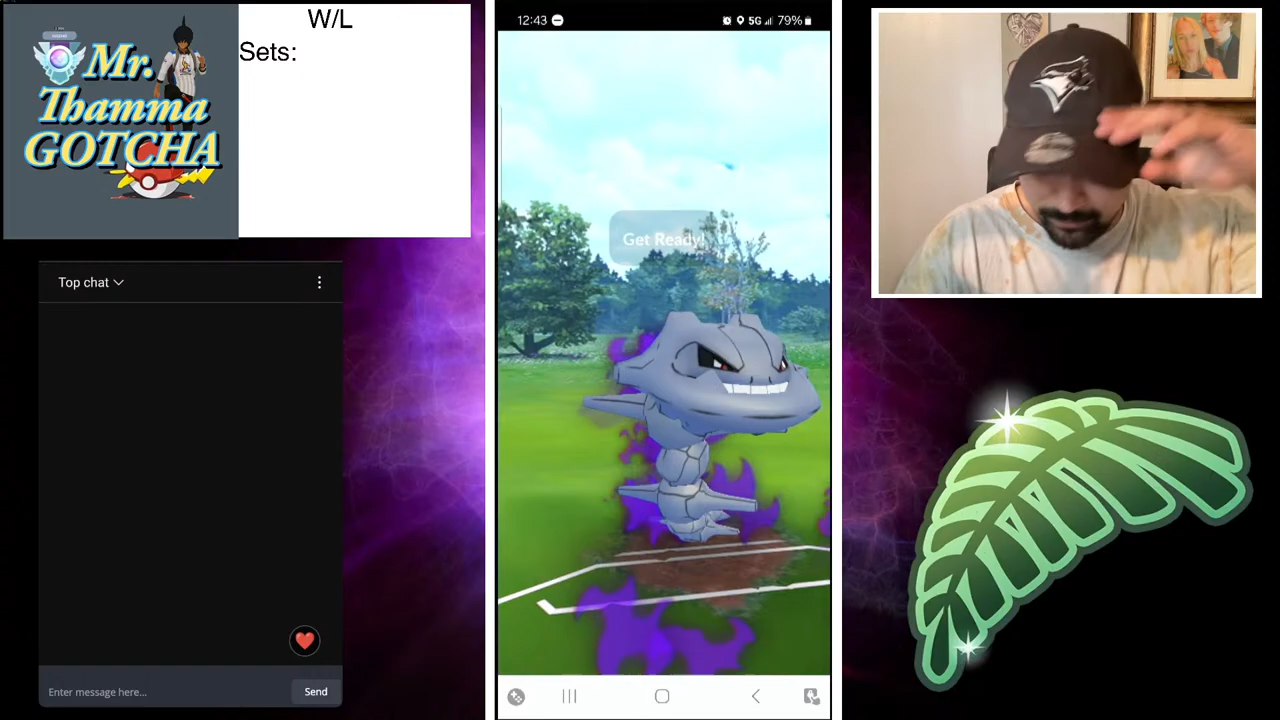 W/L
Sets:
Mr.
Thamma
GOTCHA
Top chat
Enter message here...
Send
12:43
5G
79%
Get Ready!